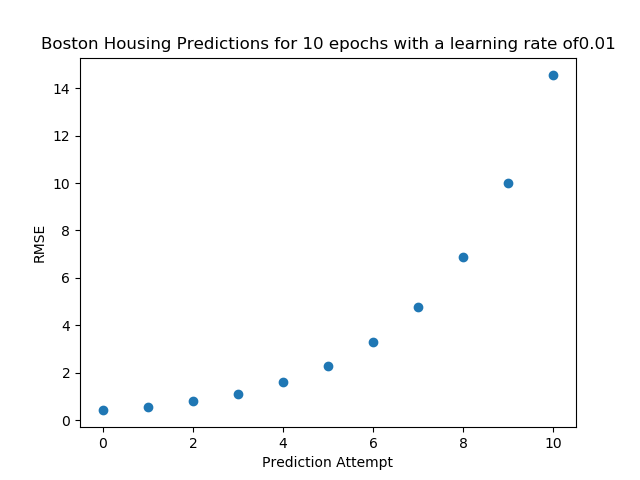 Boston Housing Predictions for 10 epochs with a learning rate of0.01
14
12
10
8
6
4
2
0
RMSE
0 2 4 6 8 10
Prediction Attempt